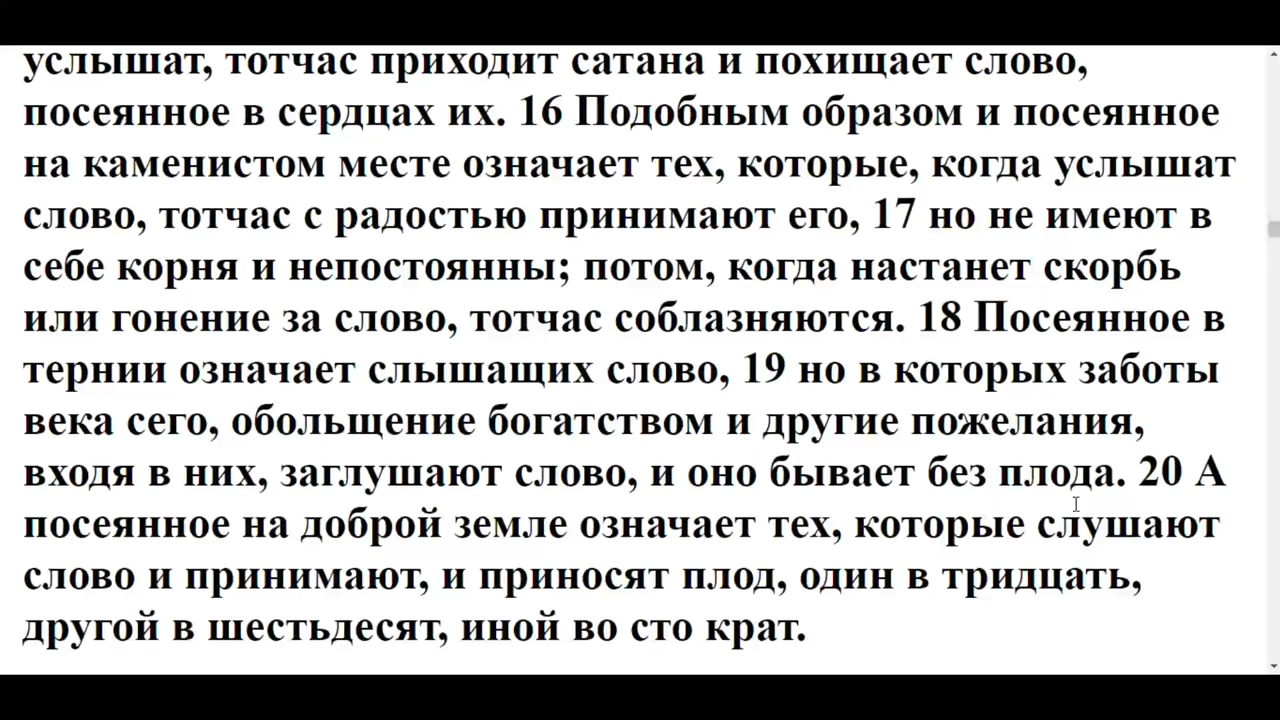 услышат, тотчас приходит сатана и похищает слово,
посеянное в сердцах их. 16 Подобным образом и посеянное
на каменистом месте означает тех, которые, когда услышат
слово, тотчас с радостью принимают его, 17 но не имеют в
себе корня и непостоянны; потом, когда настанет скорбь
или гонение за слово, тотчас соблазняются. 18 Посеянное в
тернии означает слышащих слово, 19 но в которых заботы
века сего, обольщение богатством и другие пожелания,
входя в них, заглушают слово, и оно бывает без плода. 20 А
посеянное на доброй земле означает тех, которые слушают
слово и принимают, и приносят плод, один в тридцать,
другой в шестьдесят, иной во сто крат.